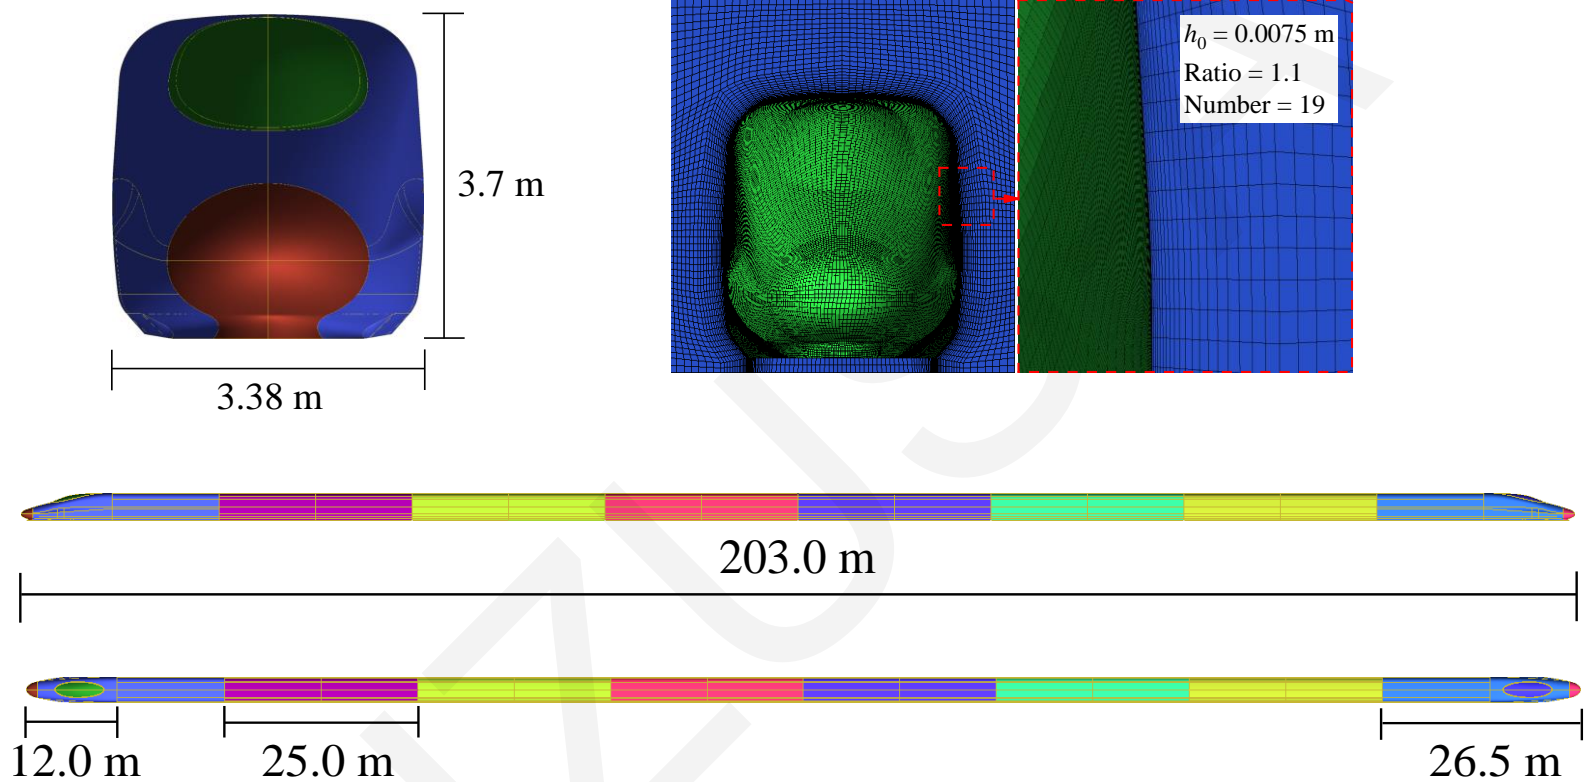 h₀ = 0.0075 m
Ratio = 1.1
Number = 19
3.7 m
3.38 m
203.0 m
12.0 m
25.0 m
26.5 m